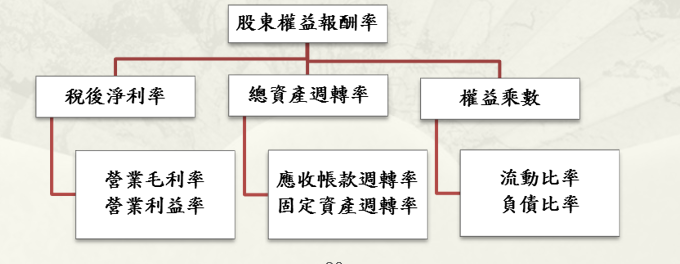 股東權益報酬率
稅後淨利率
總資產週轉率
權益乘數
營業毛利率
營業利益率
應收帳款週轉率
固定資產週轉率
流動比率
負債比率